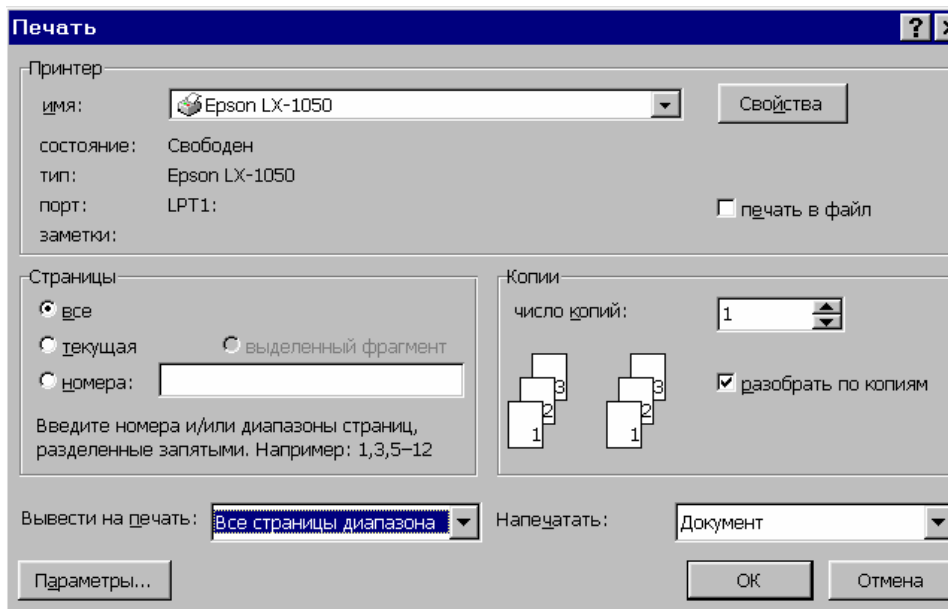 Печать
Принтер
имя: Epson LX-1050 Свойства
состояние: Свободен
тип: Epson LX-1050
порт: LPT1: печать в файл
заметки:
Страницы
все
текущая выделенный фрагмент
номера:
Введите номера и/или диапазоны страниц,
разделенные запятыми. Например: 1,3,5–12
Копии
число копий: 1
3 3
2 2
1 1
разобрать по копиям
Вывести на печать: Все страницы диапазона Напечатать: Документ
Параметры... ОК Отмена